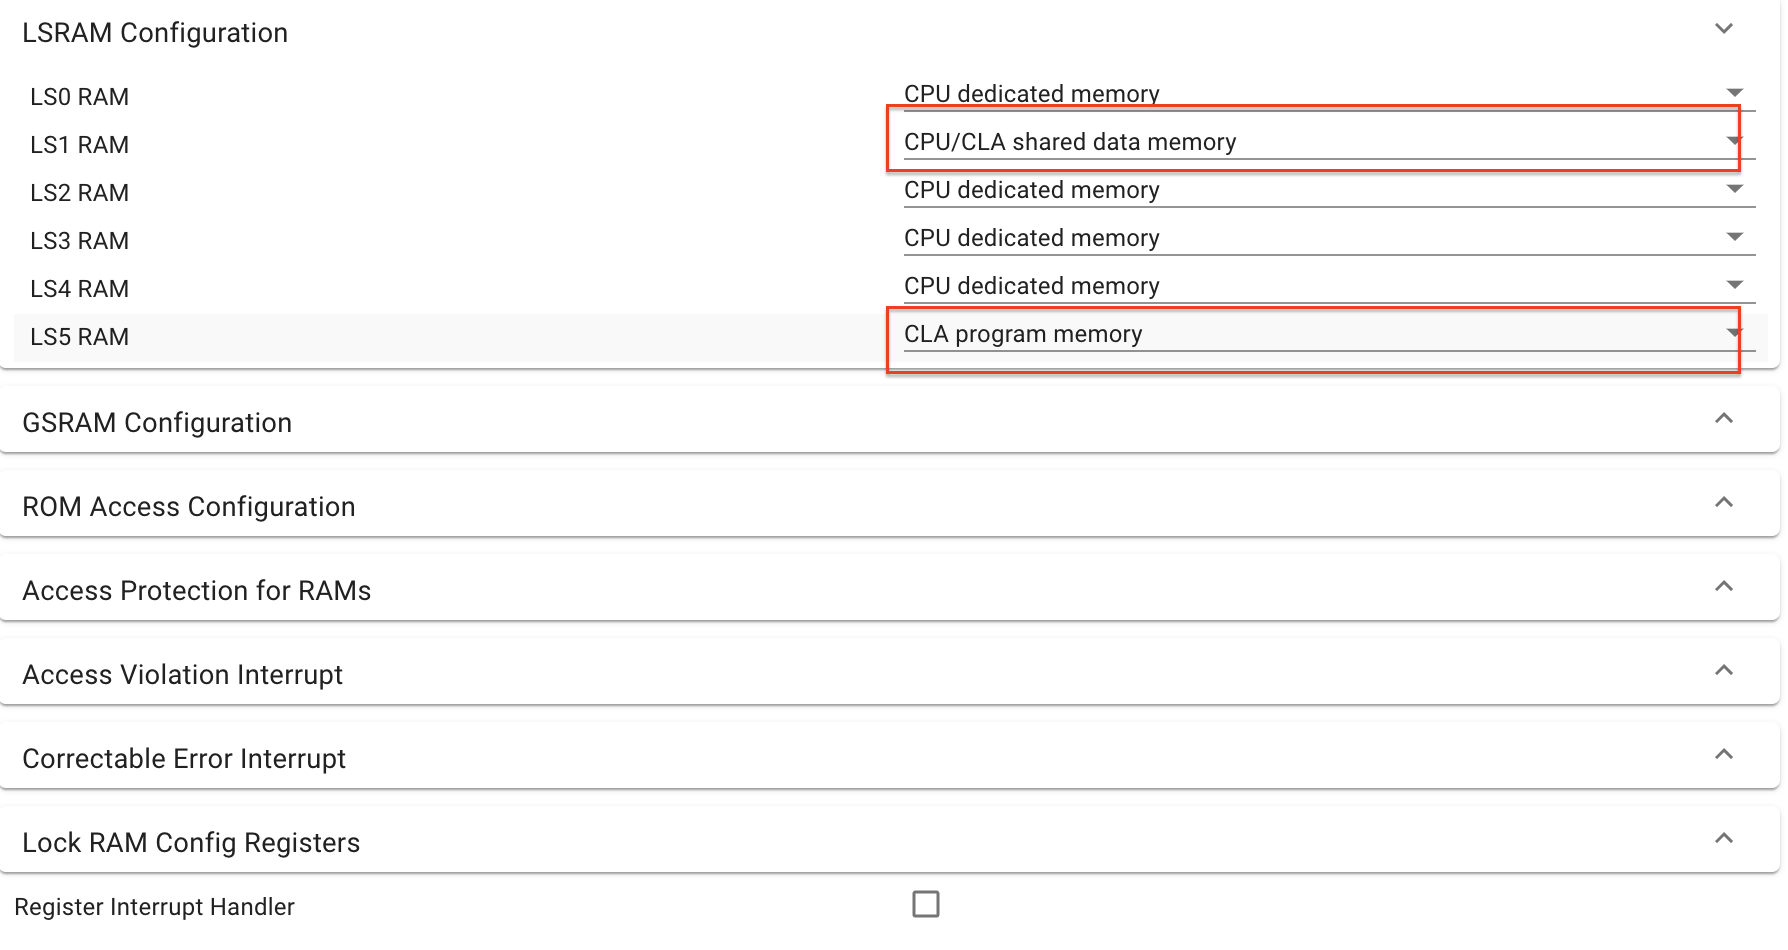 LSRAM Configuration
LS0 RAM CPU dedicated memory
LS1 RAM CPU/CLA shared data memory
LS2 RAM CPU dedicated memory
LS3 RAM CPU dedicated memory
LS4 RAM CPU dedicated memory
LS5 RAM CLA program memory
GSRAM Configuration
ROM Access Configuration
Access Protection for RAMs
Access Violation Interrupt
Correctable Error Interrupt
Lock RAM Config Registers
Register Interrupt Handler